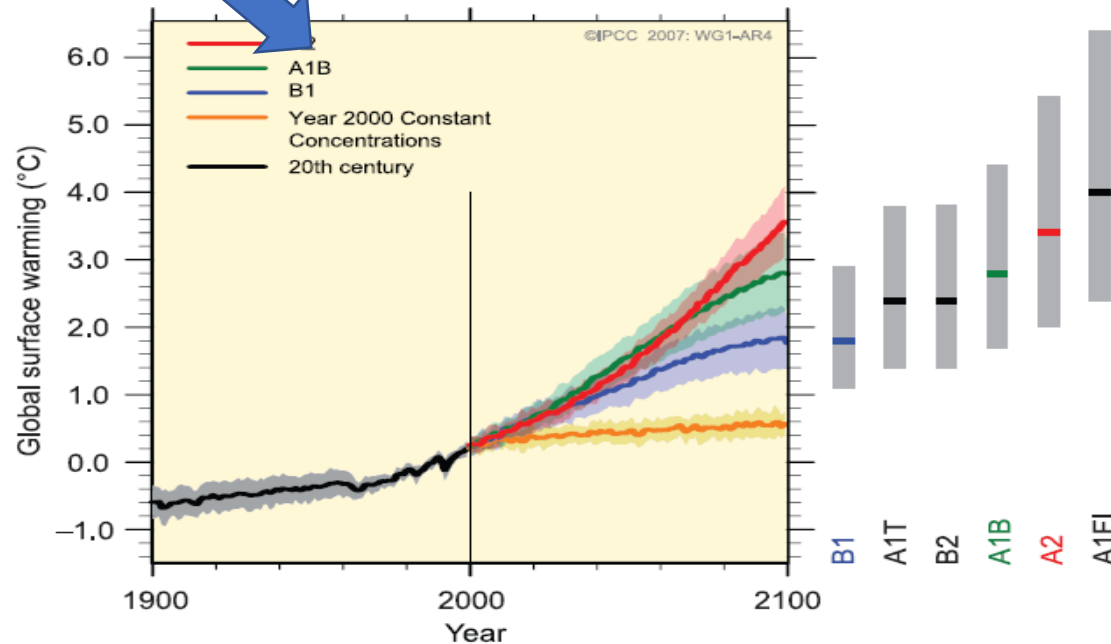 ©IPCC 2007: WG1-AR4
A1B
B1
Year 2000 Constant
Concentrations
20th century
Global surface warming (°C)
6.0
5.0
4.0
3.0
2.0
1.0
0.0
−1.0
1900
2000
2100
Year
B1
A1T
B2
A1B
A2
A1FI